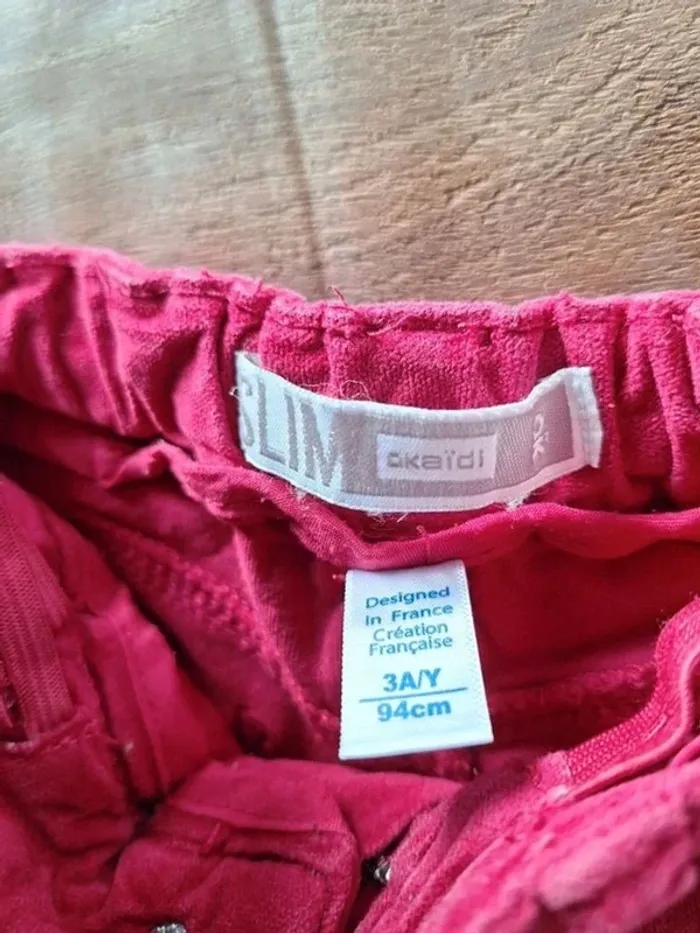 SLIM
okaïdi
ok
Designed
in France
Création
Française
3A/Y
94cm